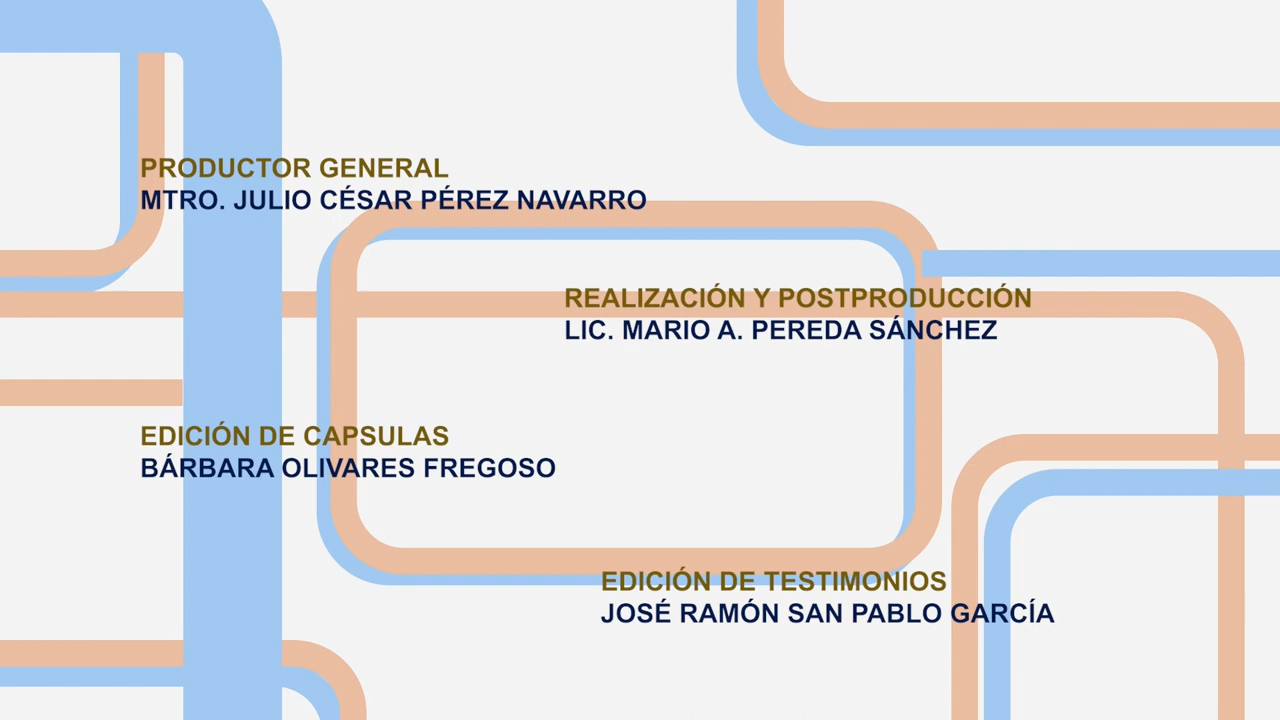 PRODUCTOR GENERAL
MTRO. JULIO CÉSAR PÉREZ NAVARRO
REALIZACIÓN Y POSTPRODUCCIÓN
LIC. MARIO A. PEREDA SÁNCHEZ
EDICIÓN DE CAPSULAS
BÁRBARA OLIVARES FREGOSO
EDICIÓN DE TESTIMONIOS
JOSÉ RAMÓN SAN PABLO GARCÍA